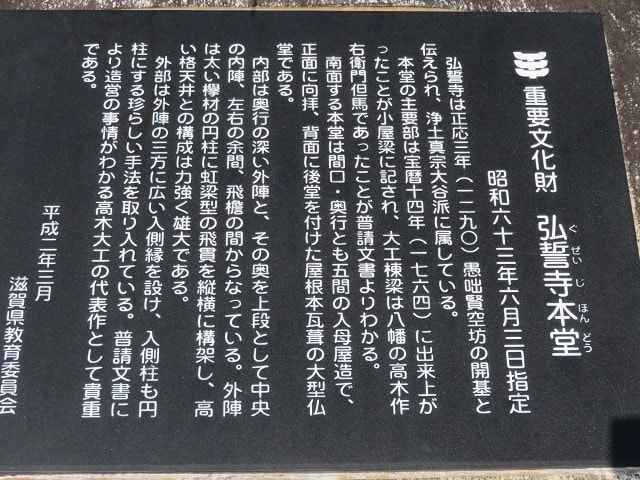 重要文化財 弘誓寺本堂
ぐ ぜい じ ほん どう
昭和六十三年六月三日指定
弘誓寺は正応三年（一二九〇）愚咄賢空坊の開基と
伝えられ、浄土真宗大谷派に属している。
本堂の主要部は宝暦十四年（一七六四）に出来上が
ったことが小屋梁に記され、大工棟梁は八幡の高木作
右衛門但馬であったことが普請文書よりわかる。
南面する本堂は間口・奥行とも五間の入母屋造で、
正面に向拝、背面に後堂を付けた屋根本瓦葺の大型仏
堂である。
内部は奥行の深い外陣と、その奥を上段として中央
の内陣、左右の余間、飛檐の間からなっている。外陣
は太い欅材の円柱に虹梁型の飛貫を縦横に構架し、高
い格天井との構成は力強く雄大である。
外部は外陣の三方に広い入側縁を設け、入側柱も円
柱にする珍らしい手法を取り入れている。普請文書に
より造営の事情がわかる高木大工の代表作として貴重
である。
平成二年三月
滋賀県教育委員会